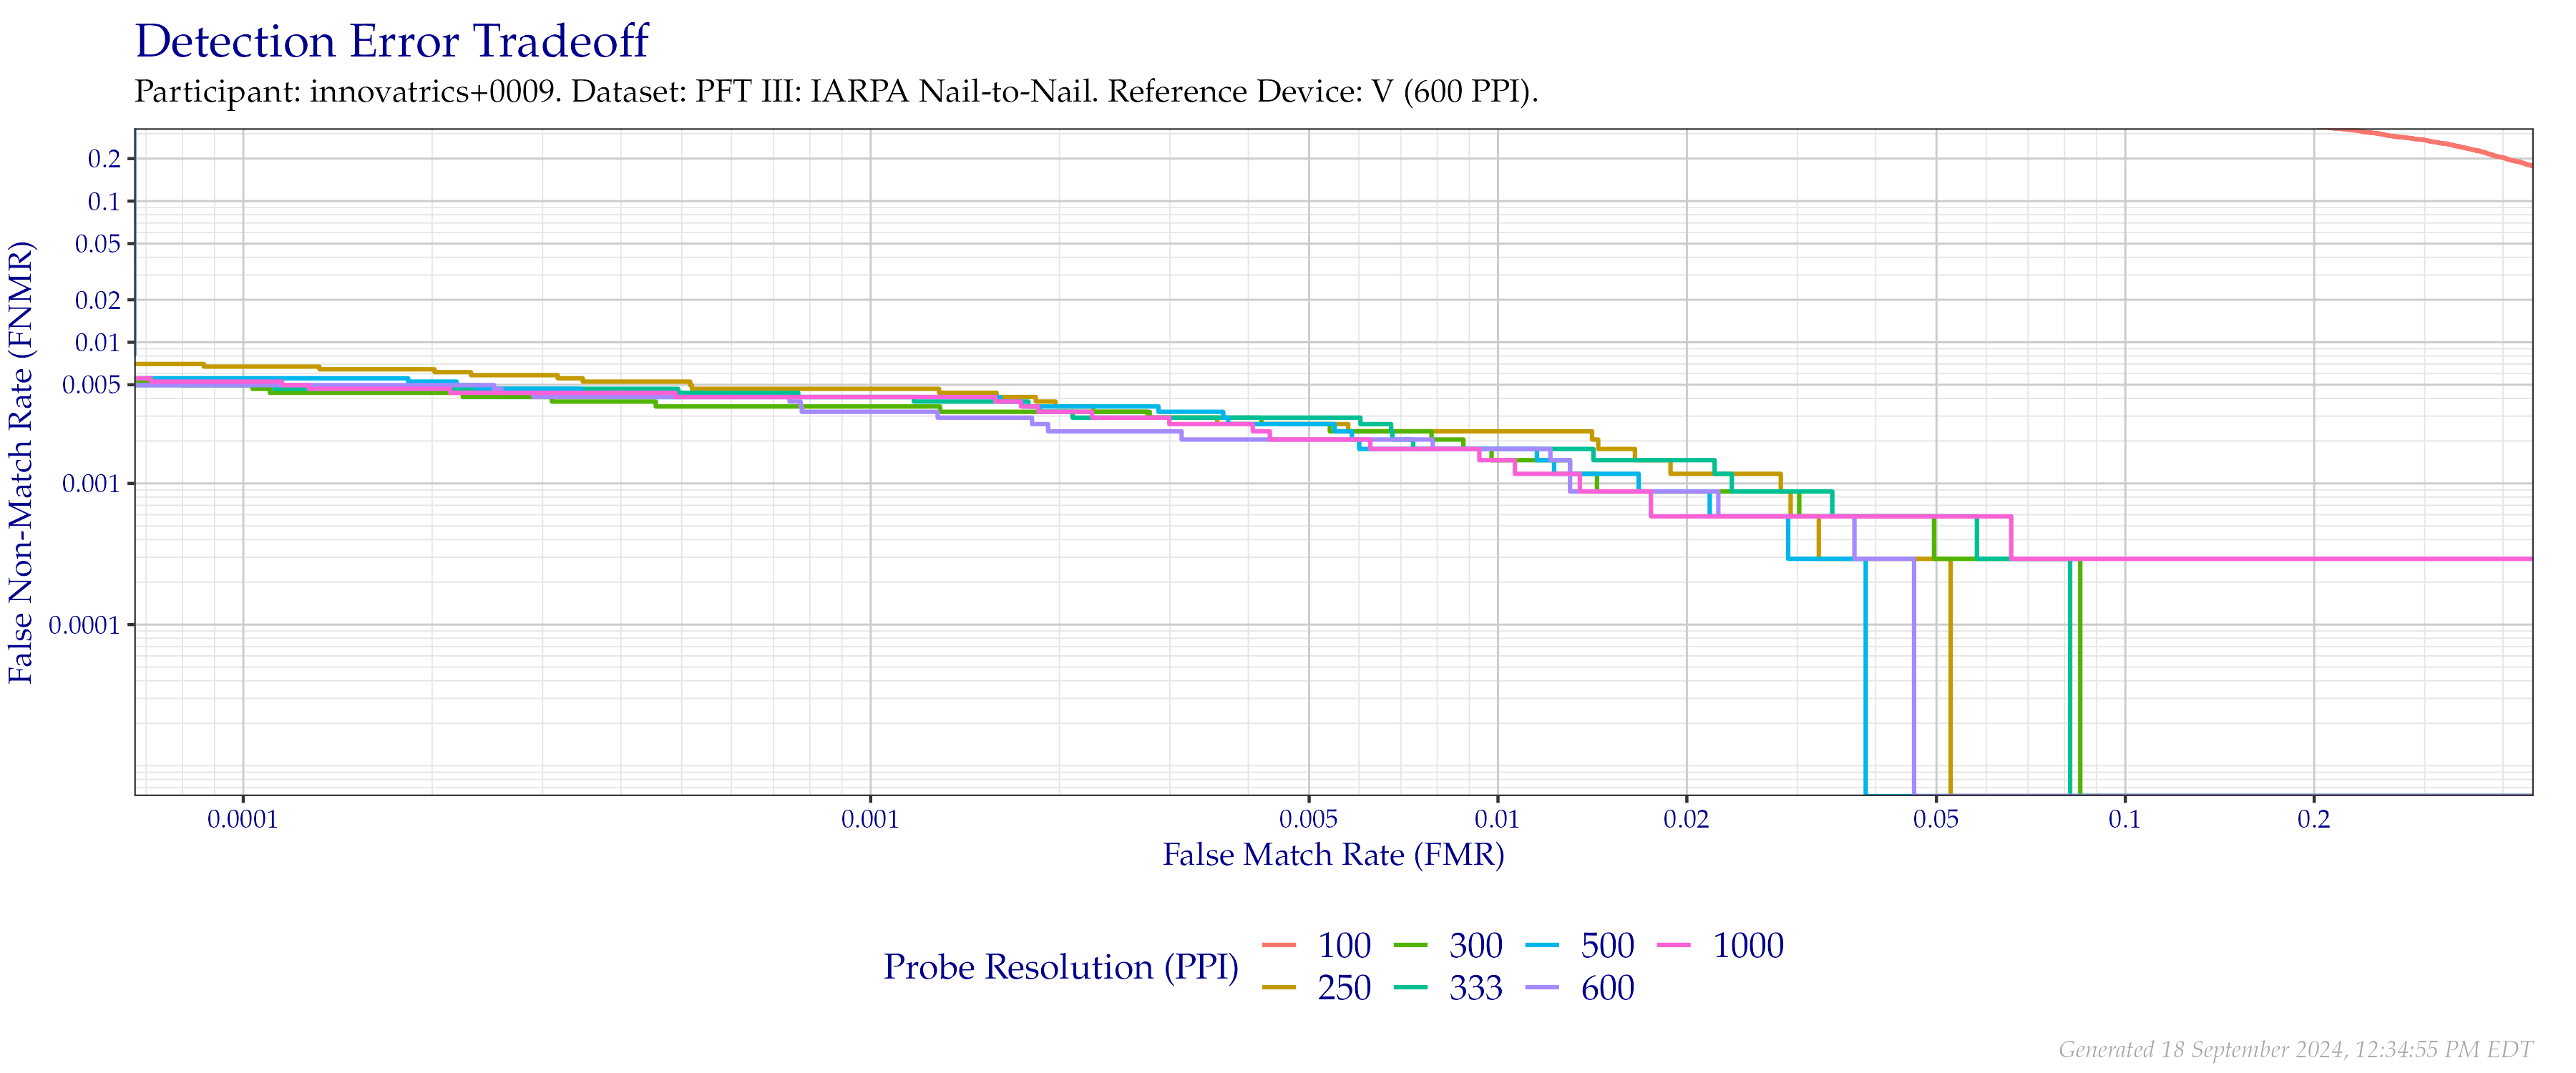 Detection Error Tradeoff
Participant: innovatrics+0009. Dataset: PFT III: IARPA Nail-to-Nail. Reference Device: V (600 PPI).
False Non-Match Rate (FNMR)
0.2
0.1
0.05
0.02
0.01
0.005
0.001
0.0001
0.0001 0.001 0.005 0.01 0.02 0.05 0.1 0.2
False Match Rate (FMR)
Probe Resolution (PPI)
100 300 500 1000
250 333 600
Generated 18 September 2024, 12:34:55 PM EDT